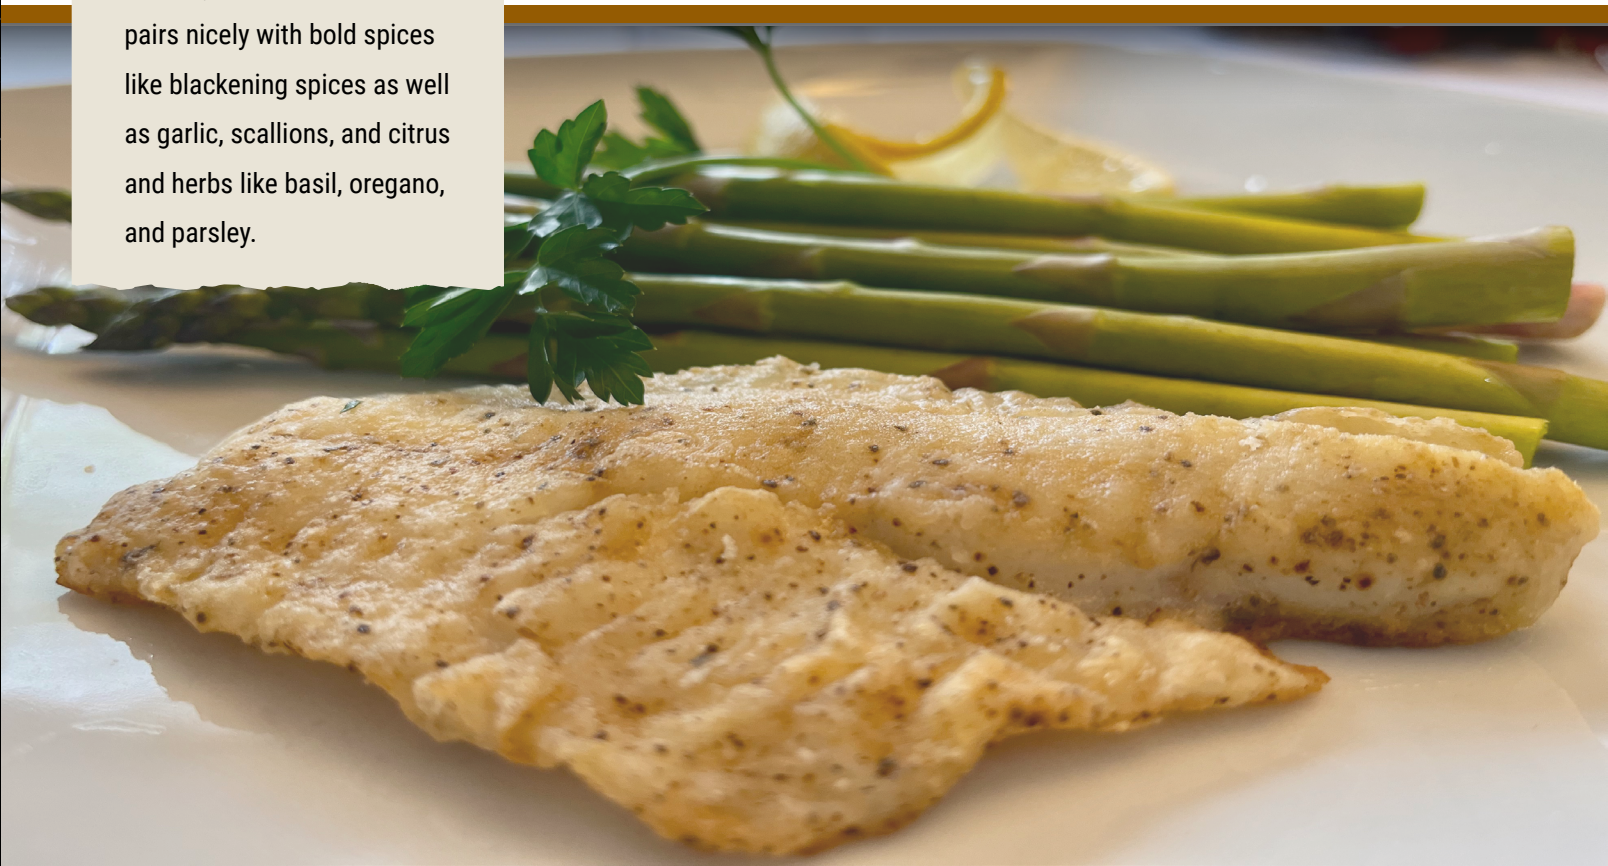 pairs nicely with bold spices
like blackening spices as well
as garlic, scallions, and citrus
and herbs like basil, oregano,
and parsley.